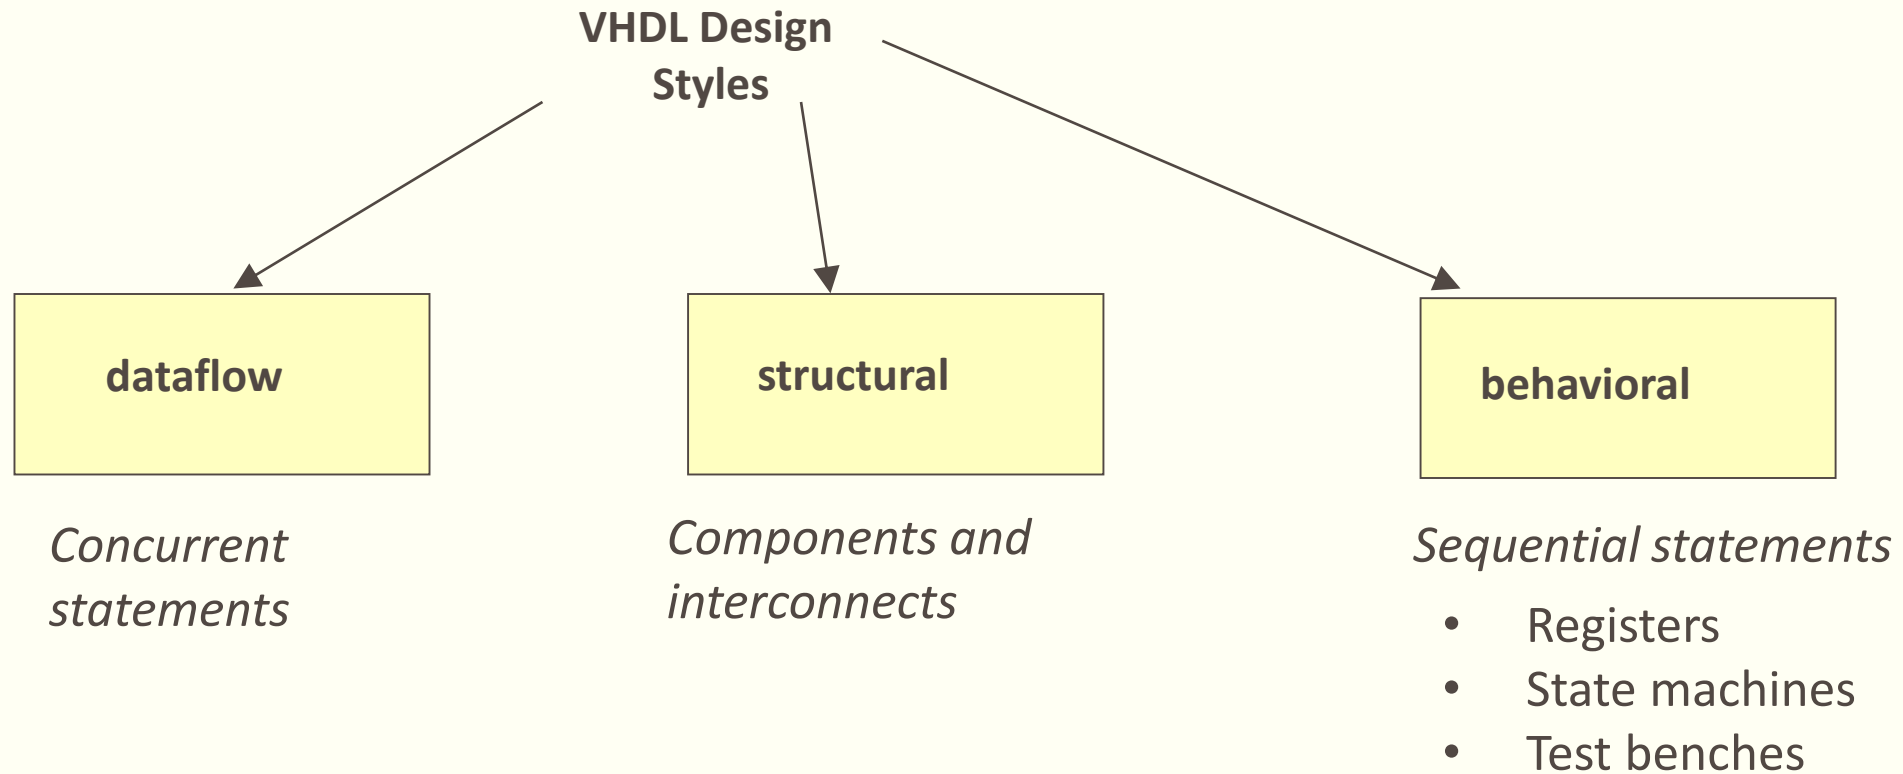 VHDL Design
Styles
dataflow
structural
behavioral
Concurrent
statements
Components and
interconnects
Sequential statements
• Registers
• State machines
• Test benches